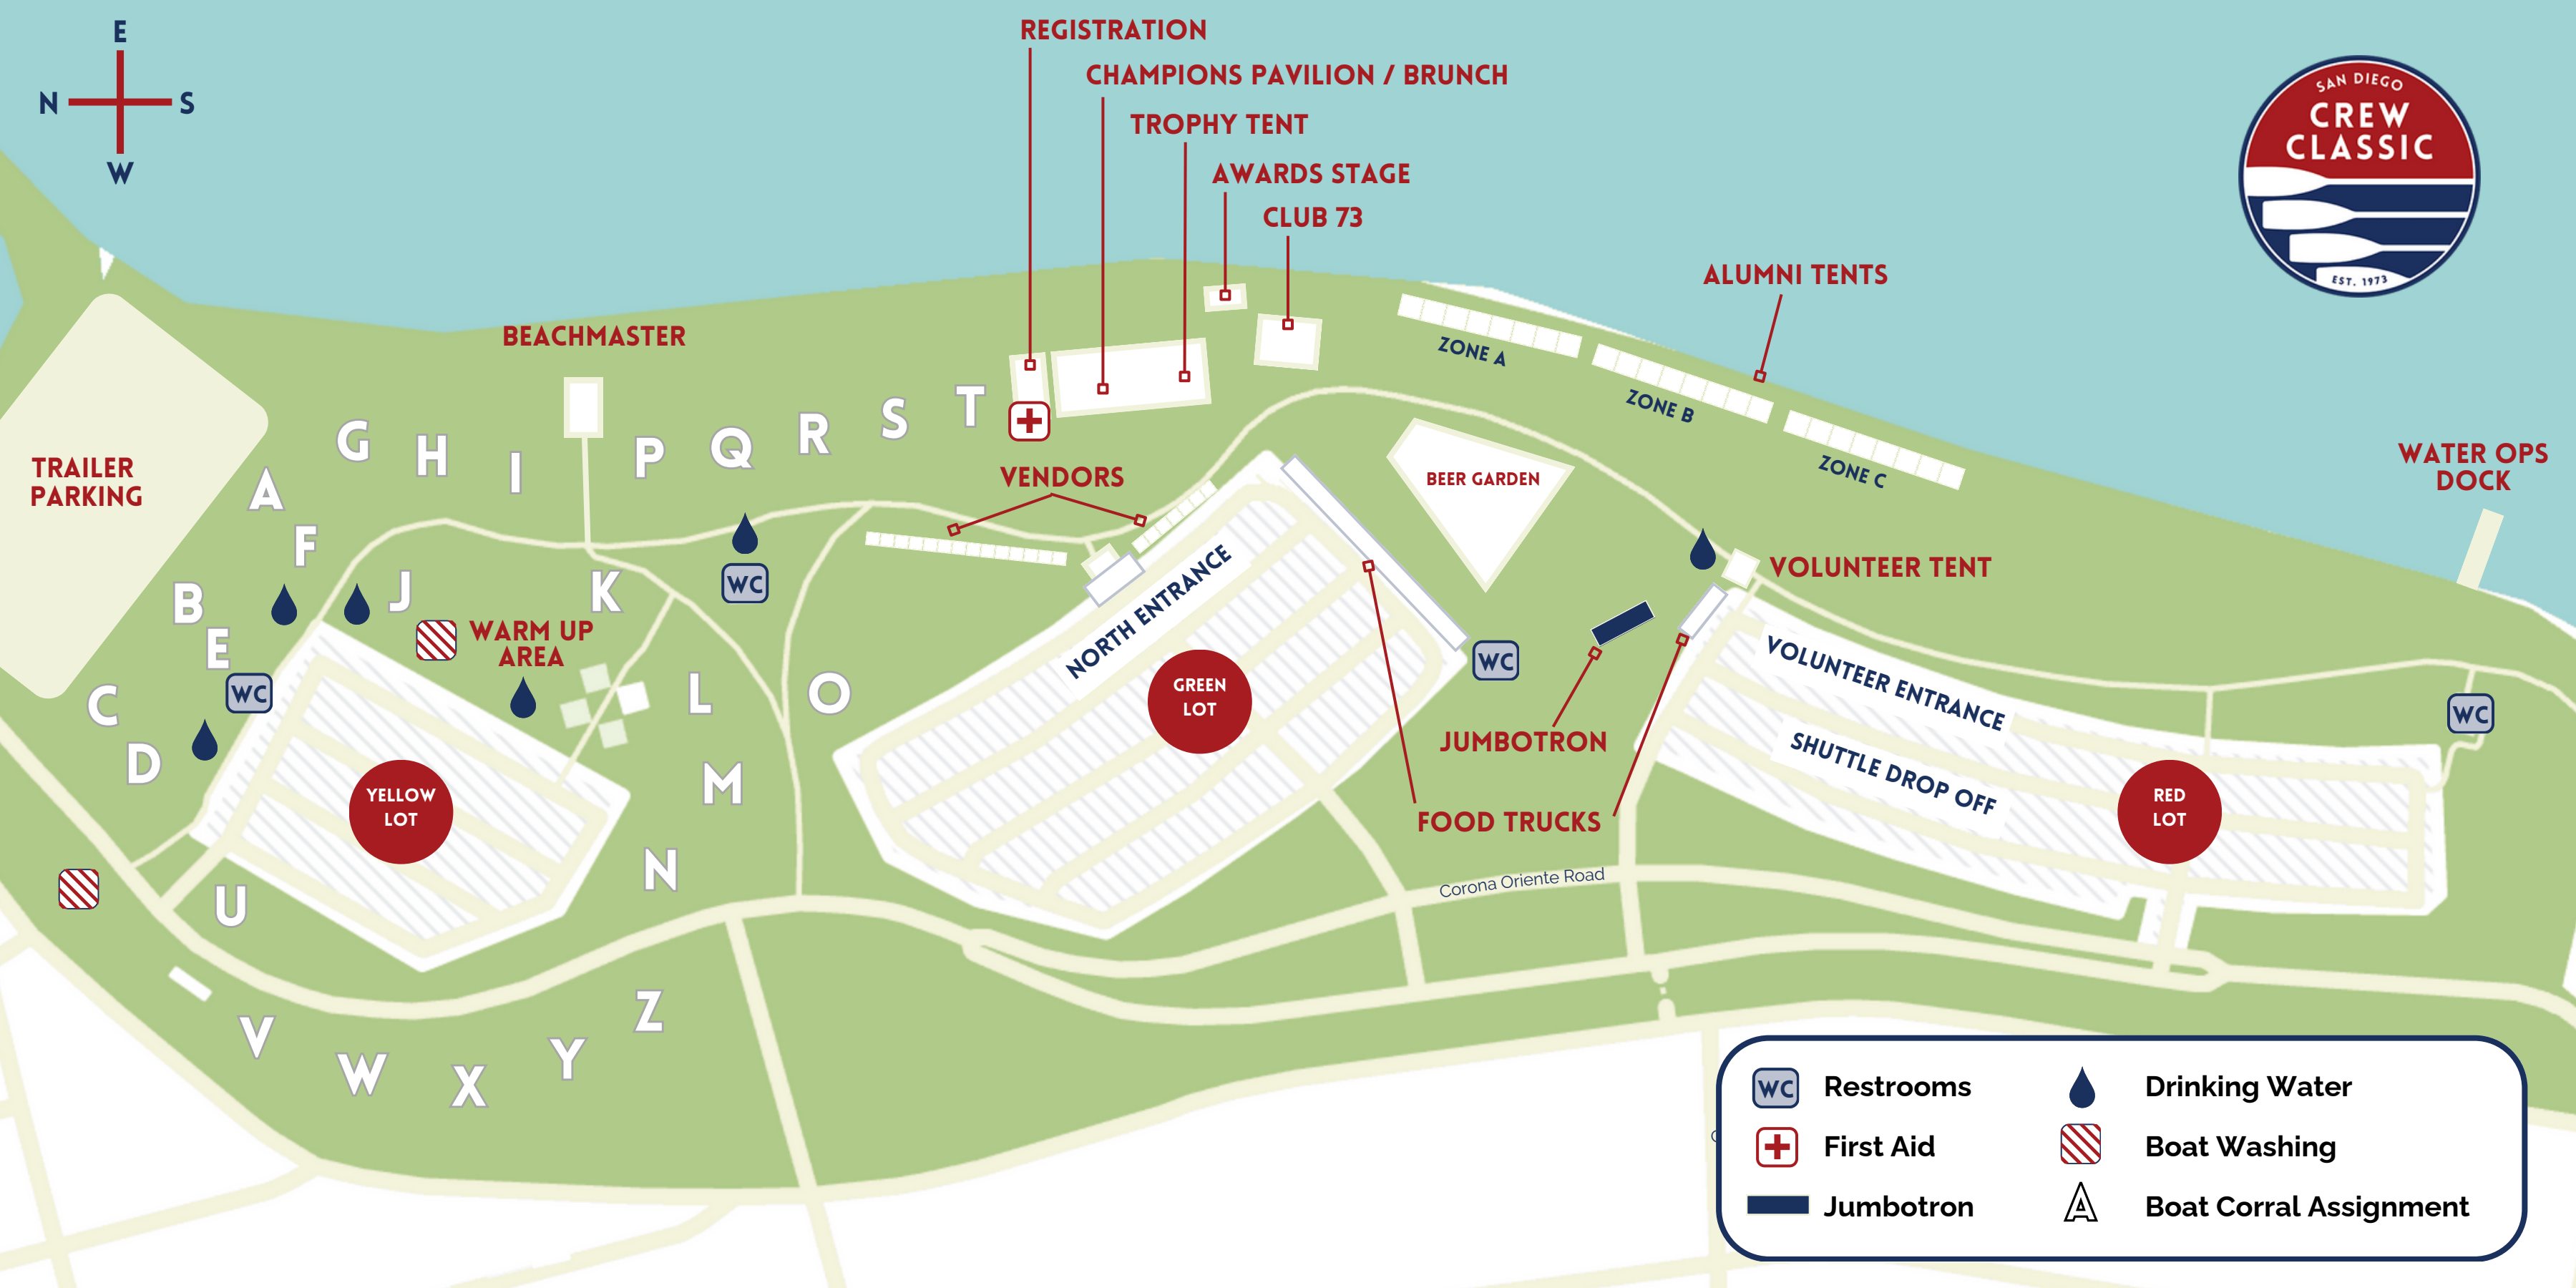 E
N
S
W
REGISTRATION
CHAMPIONS PAVILION / BRUNCH
TROPHY TENT
AWARDS STAGE
CLUB 73
SAN DIEGO
CREW
CLASSIC
EST. 1973
ALUMNI TENTS
BEACHMASTER
ZONE A
ZONE B
ZONE C
WATER OPS
DOCK
TRAILER
PARKING
G
H
I
P
Q
R
S
T
A
F
VENDORS
BEER GARDEN
B
J
K
WC
E
WARM UP
AREA
NORTH ENTRANCE
VOLUNTEER TENT
C
WC
L
O
GREEN
LOT
WC
VOLUNTEER ENTRANCE
WC
D
M
JUMBOTRON
SHUTTLE DROP OFF
YELLOW
LOT
FOOD TRUCKS
RED
LOT
N
U
Corona Oriente Road
Z
V
W
X
Y
WC
Restrooms
Drinking Water
First Aid
Boat Washing
Jumbotron
A
Boat Corral Assignment